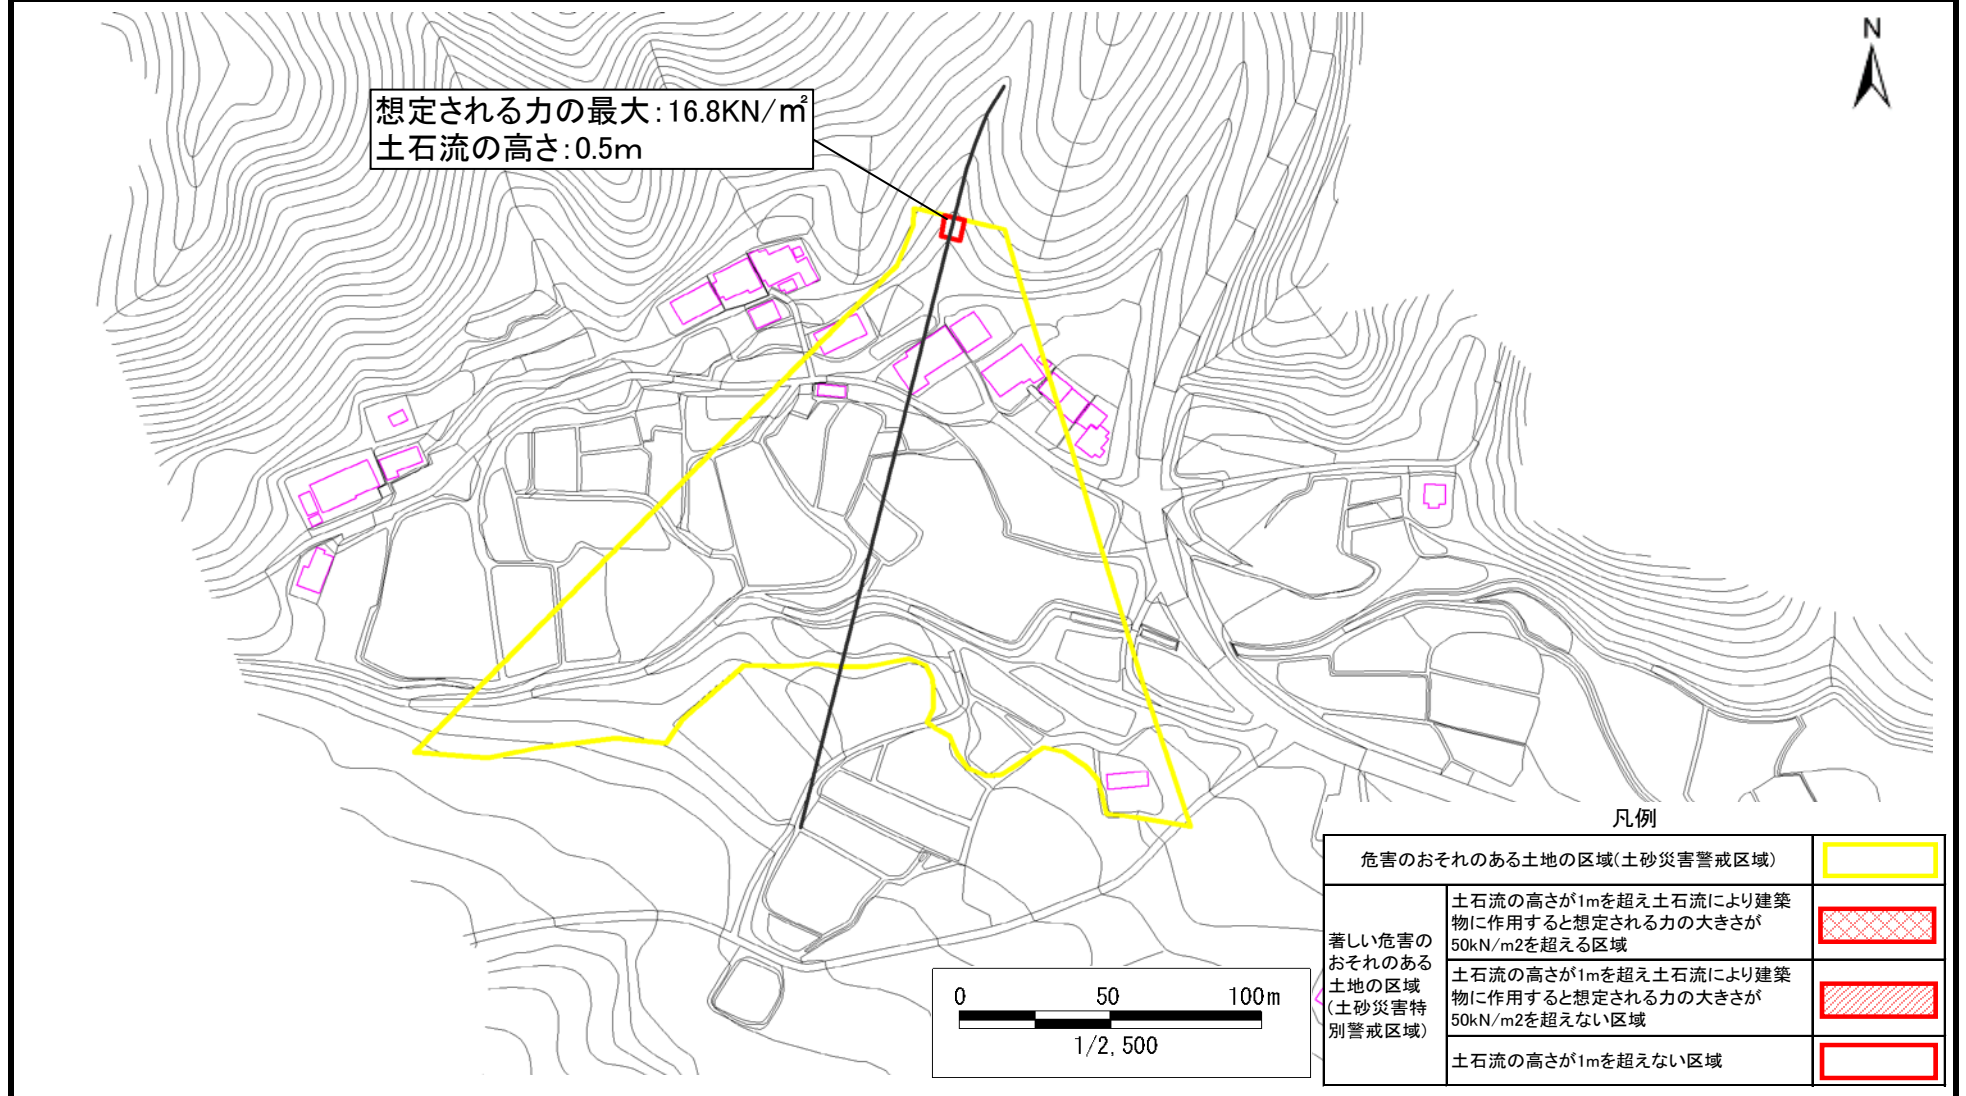 N
想定される力の最大：16.8KN/㎡
土石流の高さ：0.5m
凡例
危害のおそれのある土地の区域(土砂災害警戒区域)
著しい危害の
おそれのある
土地の区域
(土砂災害特
別警戒区域)
土石流の高さが1mを超え土石流により建築
物に作用すると想定される力の大きさが
50kN/m2を超える区域
土石流の高さが1mを超え土石流により建築
物に作用すると想定される力の大きさが
50kN/m2を超えない区域
土石流の高さが1mを超えない区域
0 50 100m
1/2,500